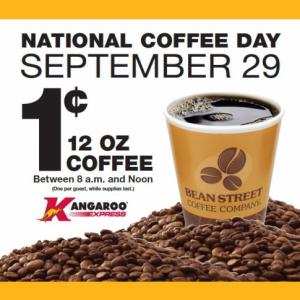 NATIONAL COFFEE DAY
SEPTEMBER 29
1¢
12 OZ
COFFEE
Between 8 a.m. and Noon
(One per guest, while supplies last.)
KANGAROO
EXPRESS
BEAN STREET
COFFEE COMPANY